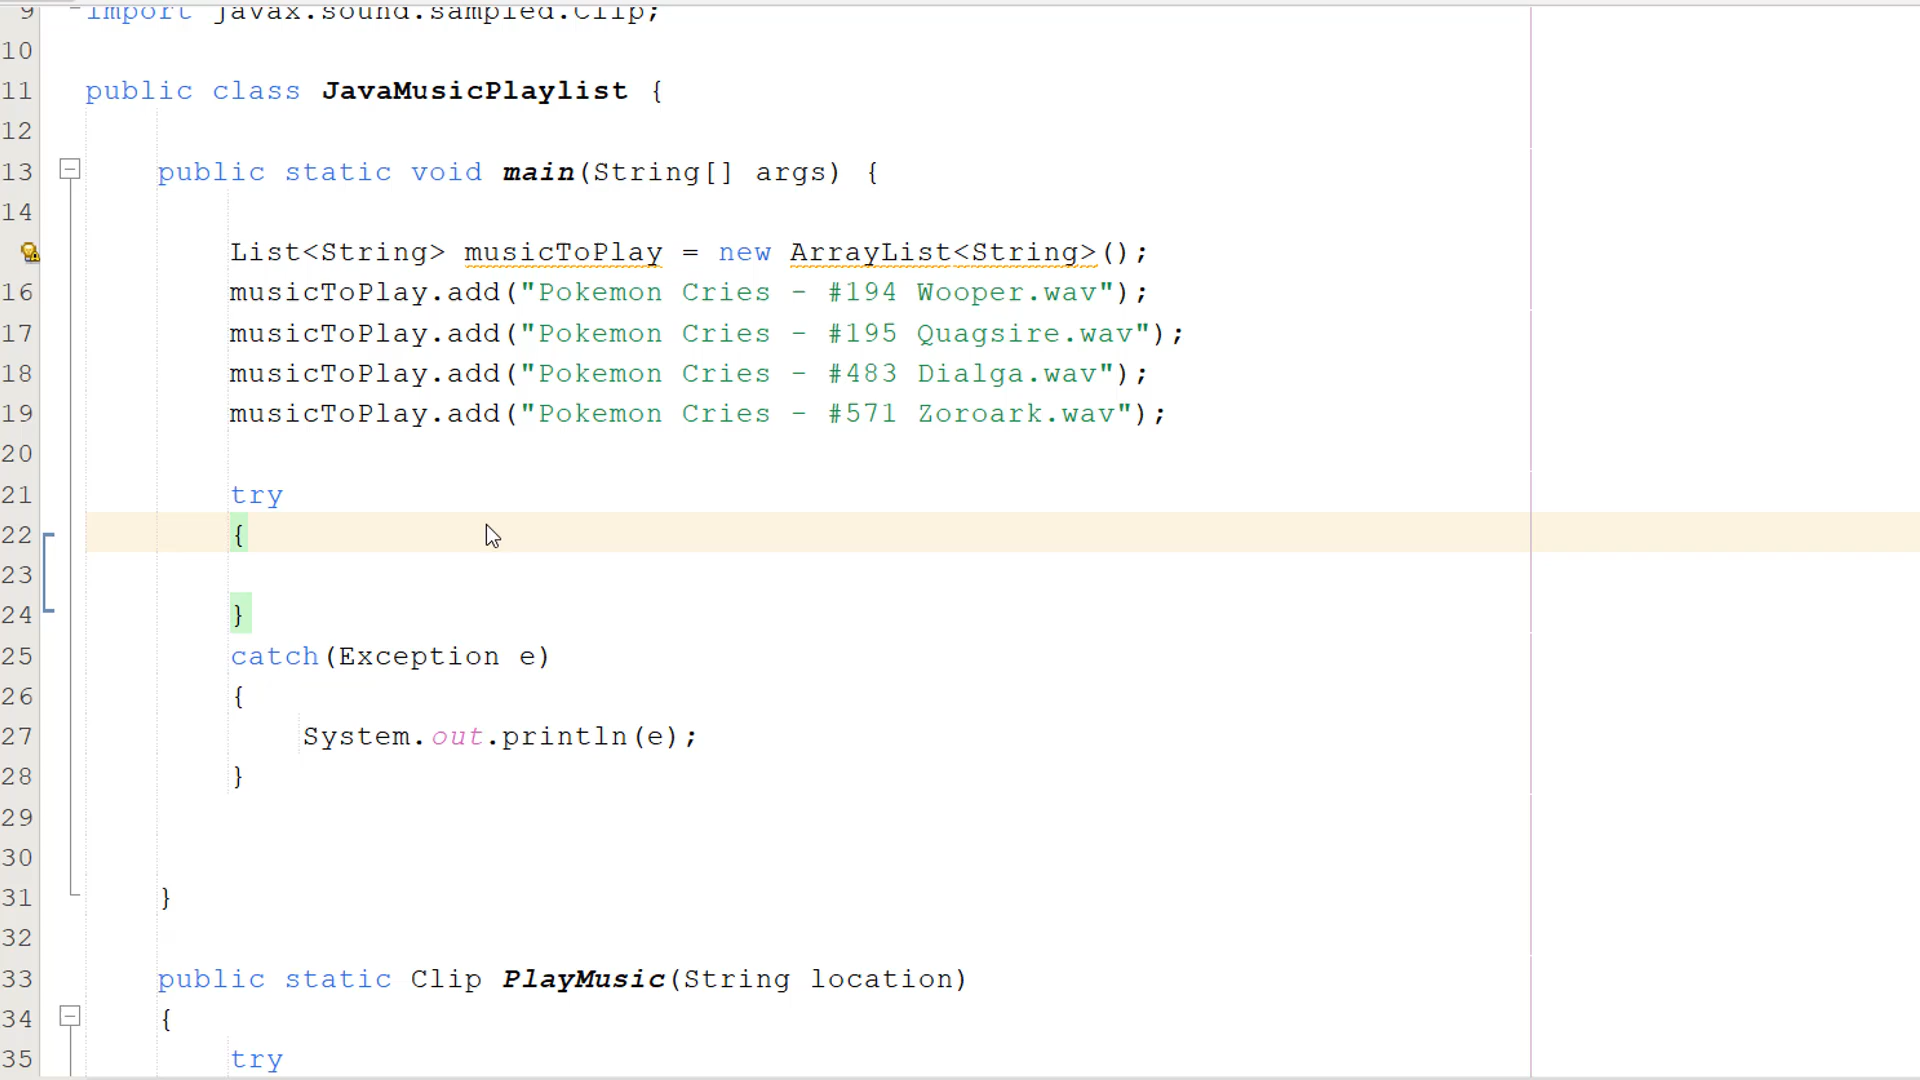 9 import javax.sound.sampled.Clip;
10
11 public class JavaMusicPlaylist {
12
13 public static void main(String[] args) {
14
List<String> musicToPlay = new ArrayList<String>();
16 musicToPlay.add("Pokemon Cries - #194 Wooper.wav");
17 musicToPlay.add("Pokemon Cries - #195 Quagsire.wav");
18 musicToPlay.add("Pokemon Cries - #483 Dialga.wav");
19 musicToPlay.add("Pokemon Cries - #571 Zoroark.wav");
20
21 try
22 {
23
24 }
25 catch(Exception e)
26 {
27 System.out.println(e);
28 }
29
30
31 }
32
33 public static Clip PlayMusic(String location)
34 {
35 try